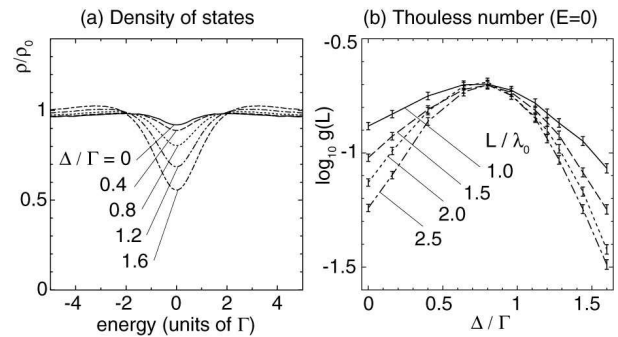 (a) Density of states
ρ/ρ0
1
0.5
0
Δ / Γ = 0
0.4
0.8
1.2
1.6
-4 -2 0 2 4
energy (units of Γ)
(b) Thouless number (E=0)
log10 g(L)
-0.5
-1
-1.5
L / λ0
1.0
1.5
2.0
2.5
0 0.5 1 1.5
Δ / Γ